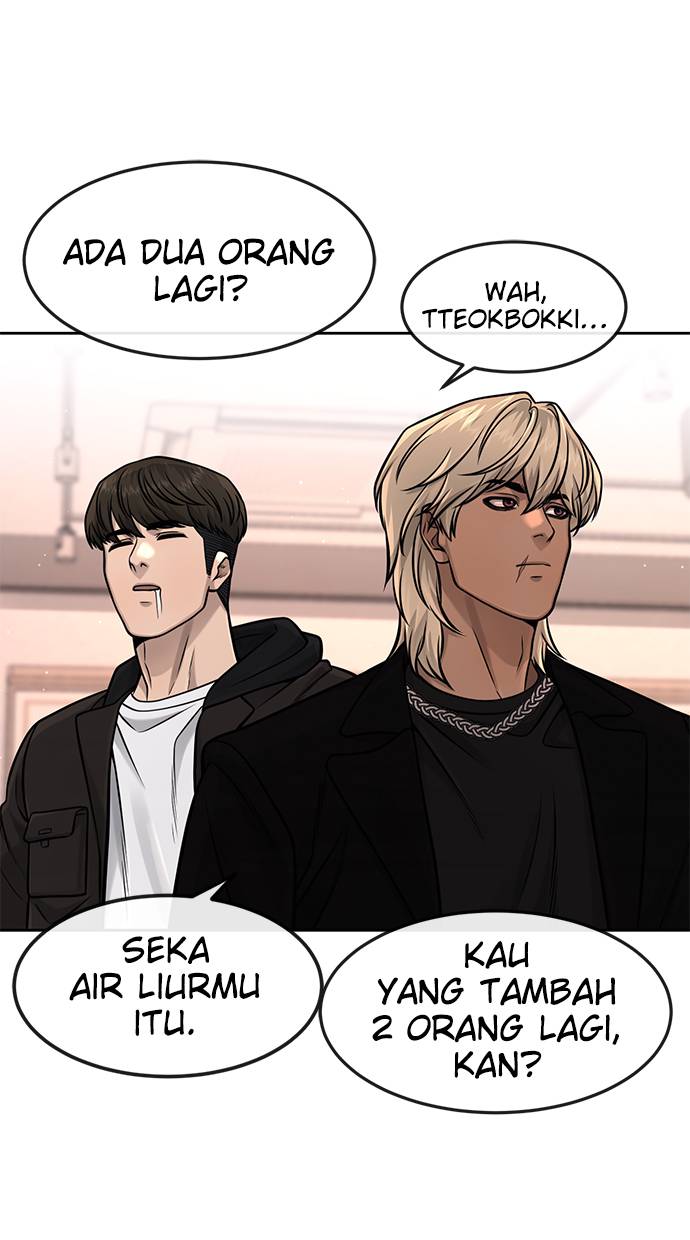 ADA DUA ORANG
LAGI?
WAH,
TTEOKBOKKI...
SEKA
AIR LIURMU
ITU.
KAU
YANG TAMBAH
2 ORANG LAGI,
KAN?